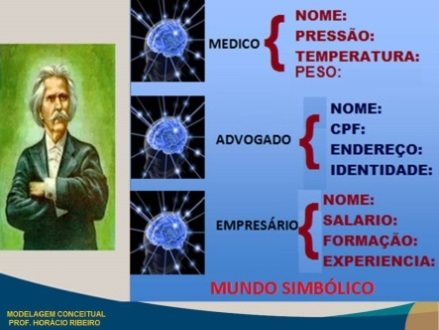 MEDICO
NOME:
PRESSÃO:
TEMPERATURA:
PESO:
ADVOGADO
NOME:
CPF:
ENDEREÇO:
IDENTIDADE:
EMPRESÁRIO
NOME:
SALARIO:
FORMAÇÃO:
EXPERIENCIA:
MUNDO SIMBÓLICO
MODELAGEM CONCEITUAL
PROF. HORÁCIO RIBEIRO